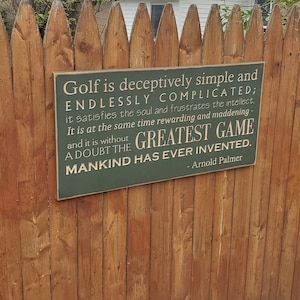 Golf is deceptively simple and
ENDLESSLY COMPLICATED;
it satisfies the soul and frustrates the intellect.
It is at the same time rewarding and maddening -
and it is without GREATEST GAME
A DOUBT THE
MANKIND HAS EVER INVENTED.
- Arnold Palmer